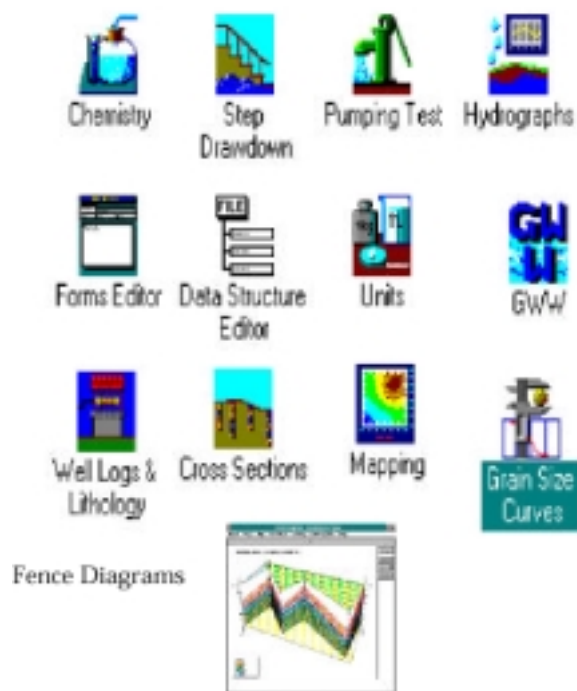 Chemistry
Step
Drawdown
Pumping Test
Hydrographs
FILE
GW
W
Forms Editor
Data Structure
Editor
Units
GWW
Well Logs &
Lithology
Cross Sections
Mapping
Grain Size
Curves
Fence Diagrams